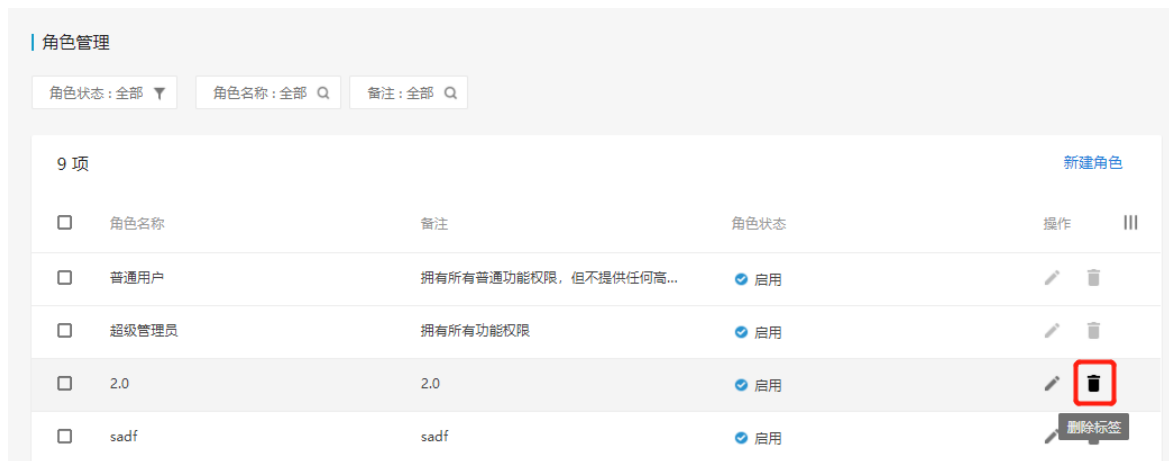 角色管理
角色状态 : 全部 角色名称 : 全部 备注 : 全部
9 项 新建角色
角色名称 备注 角色状态 操作
普通用户 拥有所有普通功能权限，但不提供任何高... 启用
超级管理员 拥有所有功能权限 启用
2.0 2.0 启用
删除标签
sadf sadf 启用